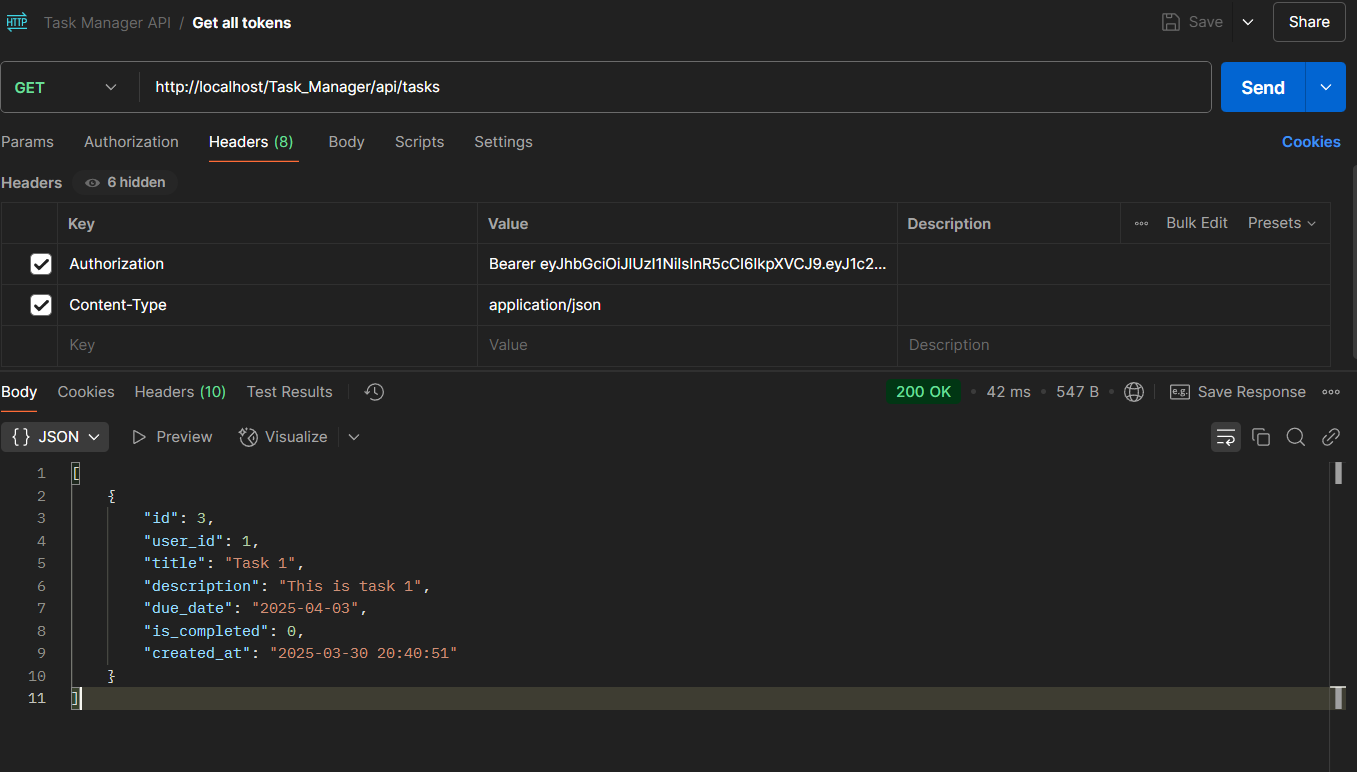 HTTP Task Manager API / Get all tokens Save Share
GET http://localhost/Task_Manager/api/tasks Send
Params Authorization Headers (8) Body Scripts Settings Cookies
Headers 6 hidden
Key Value Description Bulk Edit Presets
Authorization Bearer eyJhbGciOiJIUzI1NiIsInR5cCI6IkpXVCJ9.eyJ1c2...
Content-Type application/json
Key Value Description
Body Cookies Headers (10) Test Results 200 OK • 42 ms • 547 B • e.g. Save Response
{} JSON Preview Visualize
1 [
2 {
3 "id": 3,
4 "user_id": 1,
5 "title": "Task 1",
6 "description": "This is task 1",
7 "due_date": "2025-04-03",
8 "is_completed": 0,
9 "created_at": "2025-03-30 20:40:51"
10 }
11 ]